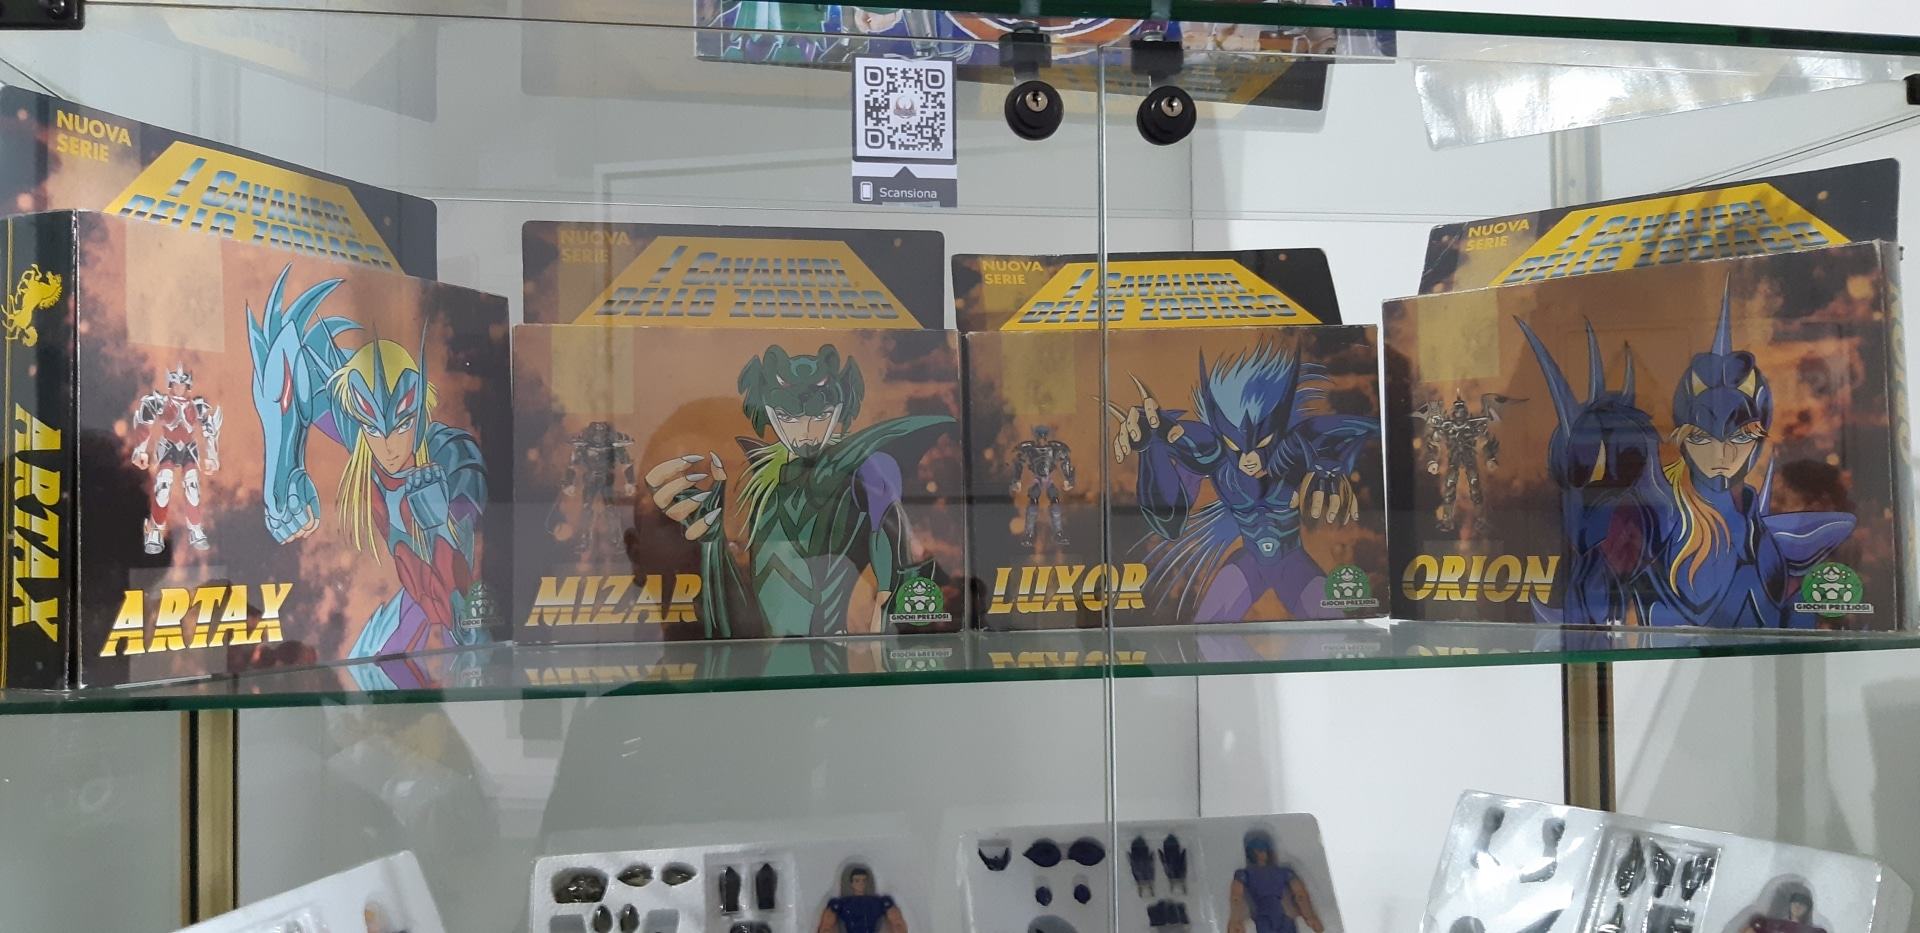 Scansiona
NUOVA
SERIE
I CAVALIERI
DELLO ZODIACO
ARTAX
ARTAX
NUOVA
SERIE
I CAVALIERI
DELLO ZODIACO
MIZAR
GIOCHI PREZIOSI
NUOVA
SERIE
I CAVALIERI
DELLO ZODIACO
LUXOR
GIOCHI PREZIOSI
NUOVA
SERIE
I CAVALIERI
DELLO ZODIACO
ORION
GIOCHI PREZIOSI